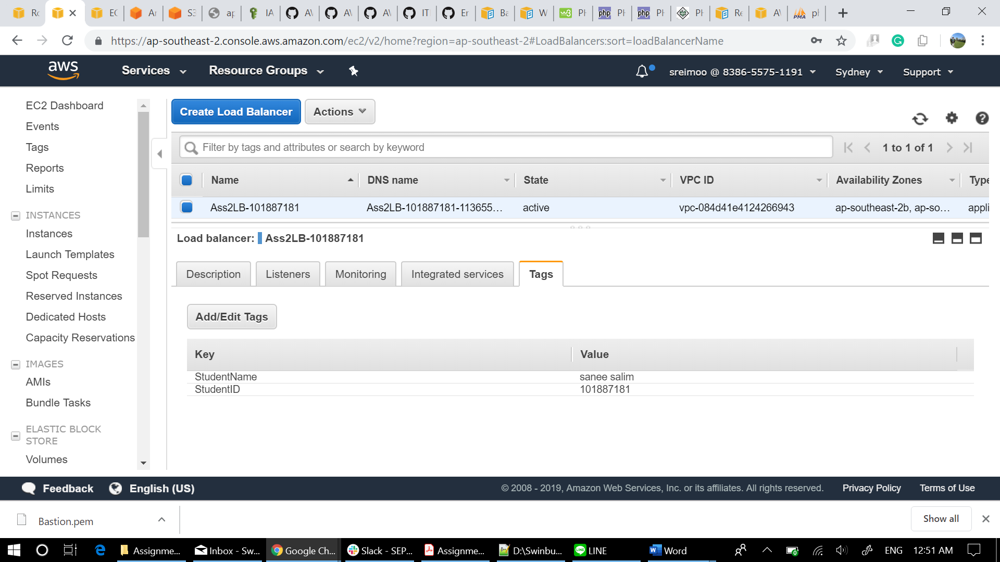 Rc
EC
Ar
S3
ap
IA
A\
A\
A\
IT
Er
Ba
W
PH
PH
PH
PH
Re
A\
pl
https://ap-southeast-2.console.aws.amazon.com/ec2/v2/home?region=ap-southeast-2#LoadBalancers:sort=loadBalancerName
aws
Services
Resource Groups
sreimoo @ 8386-5575-1191
Sydney
Support
EC2 Dashboard
Events
Tags
Reports
Limits
INSTANCES
Instances
Launch Templates
Spot Requests
Reserved Instances
Dedicated Hosts
Capacity Reservations
IMAGES
AMIs
Bundle Tasks
ELASTIC BLOCK
STORE
Volumes
Create Load Balancer
Actions
Filter by tags and attributes or search by keyword
1 to 1 of 1
Name DNS name State VPC ID Availability Zones Type
Ass2LB-101887181 Ass2LB-101887181-113655... active vpc-084d41e4124266943 ap-southeast-2b, ap-so... appli
Load balancer: Ass2LB-101887181
Description Listeners Monitoring Integrated services Tags
Add/Edit Tags
Key Value
StudentName sanee salim
StudentID 101887181
Feedback English (US)
© 2008 - 2019, Amazon Web Services, Inc. or its affiliates. All rights reserved. Privacy Policy Terms of Use
Bastion.pem
Show all
Assignme... Inbox - Sw... Google Ch... Slack - SEP... Assignme... D:\Swinbu... LINE Word ENG 12:51 AM